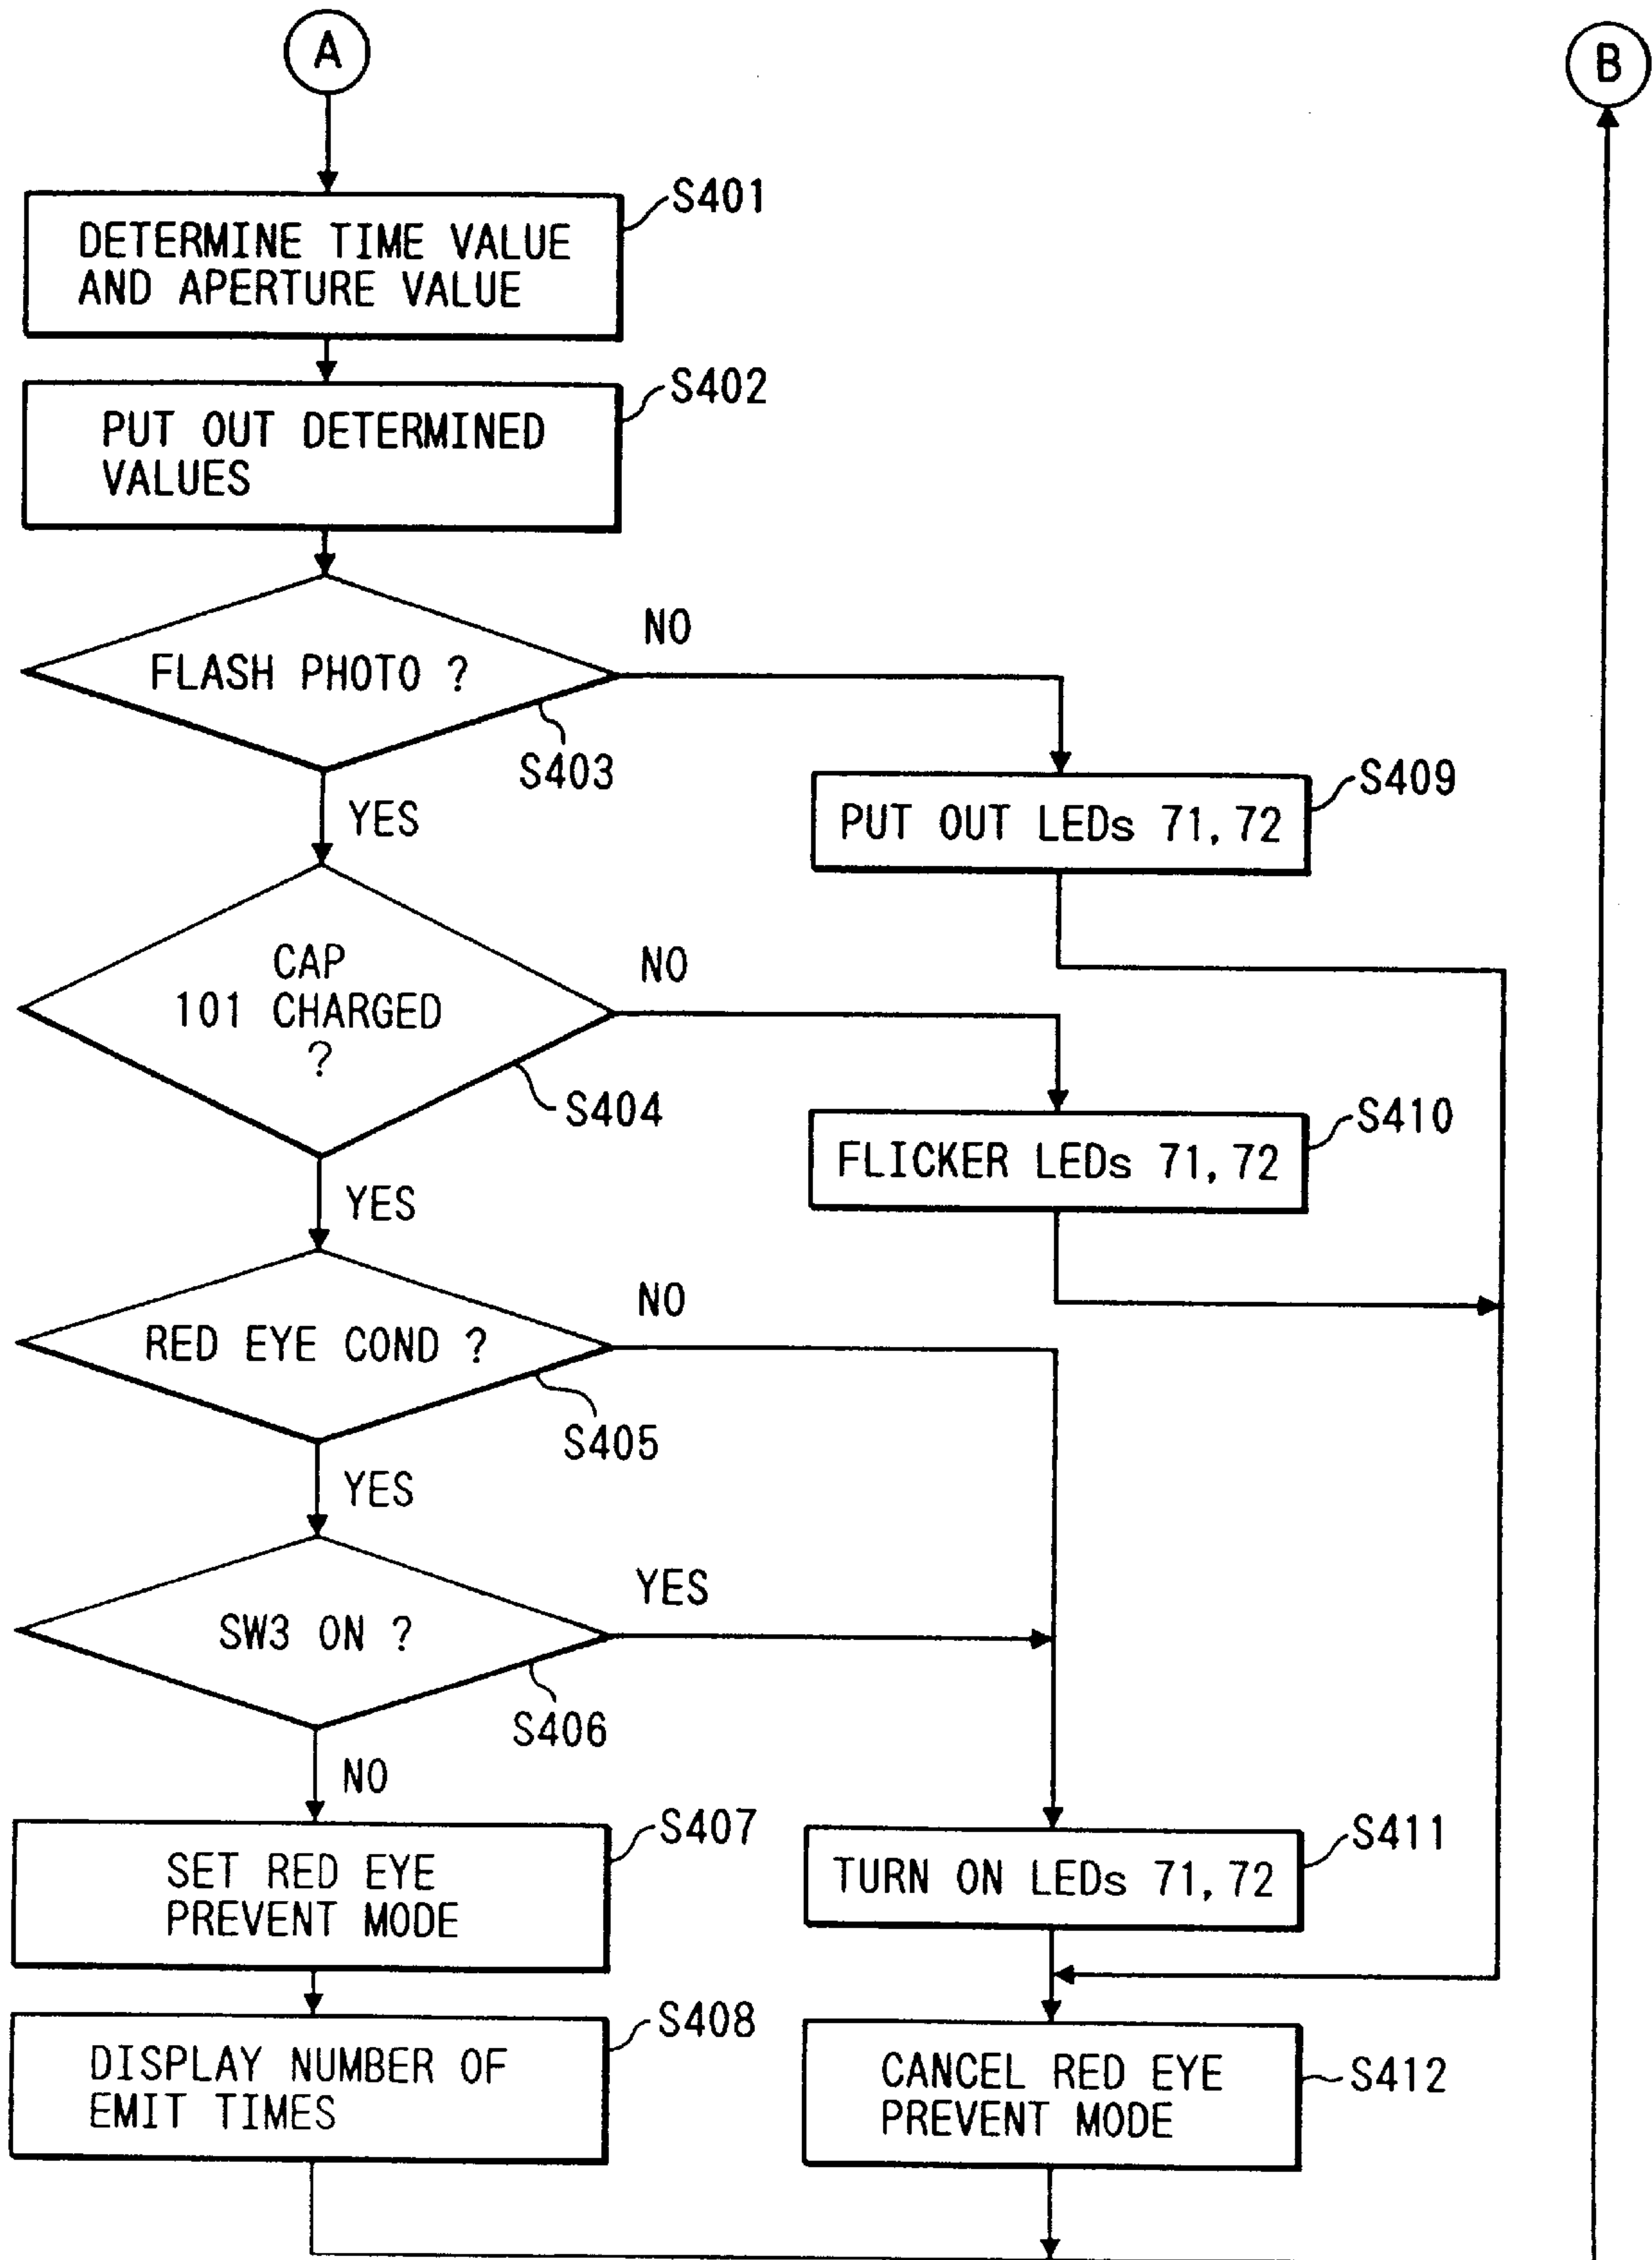 A
B
S401
DETERMINE TIME VALUE
AND APERTURE VALUE
S402
PUT OUT DETERMINED
VALUES
NO
FLASH PHOTO ?
S403
YES
S409
PUT OUT LEDs 71, 72
CAP
101 CHARGED
?
NO
S404
YES
S410
FLICKER LEDs 71, 72
NO
RED EYE COND ?
S405
YES
YES
SW3 ON ?
S406
NO
S407
SET RED EYE
PREVENT MODE
S411
TURN ON LEDs 71, 72
S408
DISPLAY NUMBER OF
EMIT TIMES
S412
CANCEL RED EYE
PREVENT MODE